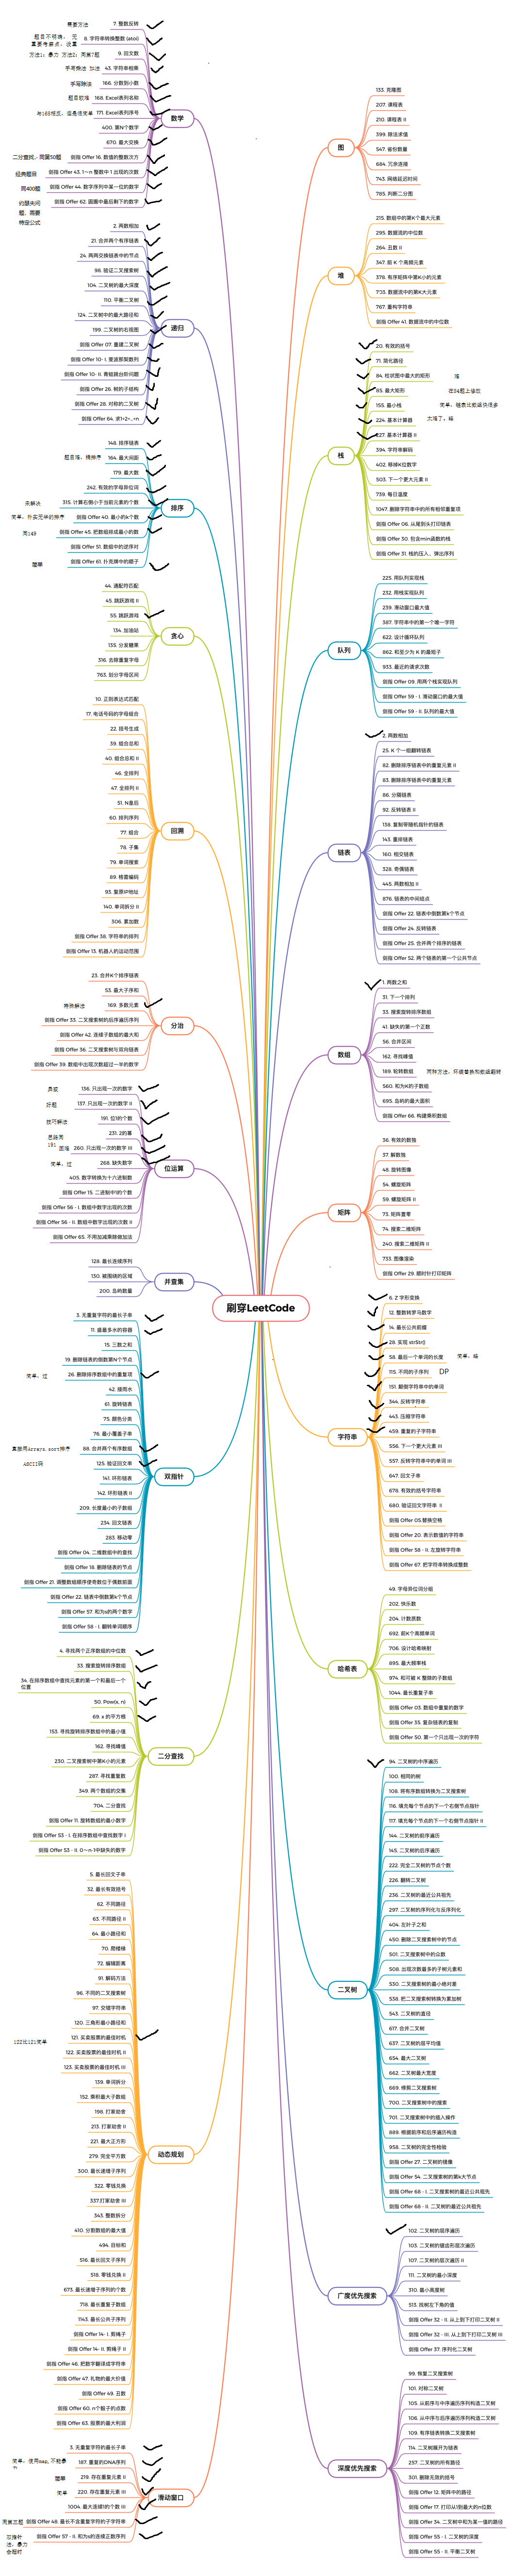 需要方法
7. 整数反转
8. 字符串转换整数 (atoi)
方法1：暴力 方法2：同第7题
9. 回文数
手写乘法 加法
43. 字符串相乘
手写除法
166. 分数到小数
题目较难
168. Excel表列名称
与168相反，但是很简单
171. Excel表列序号
400. 第N个数字
670. 最大交换
二分查找，同第50题
剑指 Offer 16. 数值的整数次方
经典题目
剑指 Offer 43. 1～n 整数中 1 出现的次数
同400题
剑指 Offer 44. 数字序列中某一位的数字
剑指 Offer 62. 圆圈中最后剩下的数字
约瑟夫问
题，需要
特定公式
数学
2. 两数相加
21. 合并两个有序链表
24. 两两交换链表中的节点
98. 验证二叉搜索树
104. 二叉树的最大深度
110. 平衡二叉树
124. 二叉树中的最大路径和
199. 二叉树的右视图
剑指 Offer 07. 重建二叉树
剑指 Offer 10- I. 斐波那契数列
剑指 Offer 10- II. 青蛙跳台阶问题
剑指 Offer 26. 树的子结构
剑指 Offer 28. 对称的二叉树
剑指 Offer 64. 求1+2+…+n
递归
148. 排序链表
题目难，桶排序
164. 最大间距
179. 最大数
242. 有效的字母异位词
未解决
315. 计算右侧小于当前元素的个数
简单，朴实无华的排序
剑指 Offer 40. 最小的k个数
剑指 Offer 45. 把数组排成最小的数
剑指 Offer 51. 数组中的逆序对
简单
剑指 Offer 61. 扑克牌中的顺子
排序
44. 通配符匹配
45. 跳跃游戏 II
55. 跳跃游戏
134. 加油站
135. 分发糖果
316. 去除重复字母
763. 划分字母区间
贪心
10. 正则表达式匹配
17. 电话号码的字母组合
22. 括号生成
39. 组合总和
40. 组合总和 II
46. 全排列
47. 全排列 II
51. N皇后
60. 排列序列
77. 组合
78. 子集
79. 单词搜索
89. 格雷编码
93. 复原IP地址
140. 单词拆分 II
306. 累加数
剑指 Offer 38. 字符串的排列
剑指 Offer 13. 机器人的运动范围
回溯
23. 合并K个排序链表
53. 最大子序和
特殊解法
169. 多数元素
剑指 Offer 33. 二叉搜索树的后序遍历序列
剑指 Offer 42. 连续子数组的最大和
剑指 Offer 36. 二叉搜索树与双向链表
剑指 Offer 39. 数组中出现次数超过一半的数字
分治
136. 只出现一次的数字
好题
137. 只出现一次的数字 II
技巧解法
191. 位1的个数
231. 2的幂
191
困难
260. 只出现一次的数字 III
简单，过
268. 缺失数字
405. 数字转换为十六进制数
剑指 Offer 15. 二进制中1的个数
剑指 Offer 56 - I. 数组中数字出现的次数
剑指 Offer 56 - II. 数组中数字出现的次数 II
剑指 Offer 65. 不用加减乘除做加法
位运算
128. 最长连续序列
130. 被围绕的区域
200. 岛屿数量
并查集
3. 无重复字符的最长子串
11. 盛最多水的容器
15. 三数之和
19. 删除链表的倒数第N个节点
简单，过
26. 删除排序数组中的重复项
42. 接雨水
61. 旋转链表
75. 颜色分类
76. 最小覆盖子串
直接用Arrays.sort排序
88. 合并两个有序数组
ASCII码
125. 验证回文串
141. 环形链表
142. 环形链表 II
209. 长度最小的子数组
234. 回文链表
283. 移动零
剑指 Offer 04. 二维数组中的查找
剑指 Offer 18. 删除链表的节点
剑指 Offer 21. 调整数组顺序使奇数位于偶数前面
剑指 Offer 22. 链表中倒数第k个节点
剑指 Offer 57. 和为s的两个数字
剑指 Offer 58 - I. 翻转单词顺序
双指针
4. 寻找两个正序数组的中位数
33. 搜索旋转排序数组
34. 在排序数组中查找元素的第一个和最后一个
位置
50. Pow(x, n)
69. x 的平方根
153. 寻找旋转排序数组中的最小值
162. 寻找峰值
230. 二叉搜索树中第K小的元素
287. 寻找重复数
349. 两个数组的交集
704. 二分查找
剑指 Offer 11. 旋转数组的最小数字
剑指 Offer 53 - I. 在排序数组中查找数字 I
剑指 Offer 53 - II. 0～n-1中缺失的数字
二分查找
5. 最长回文子串
32. 最长有效括号
62. 不同路径
63. 不同路径 II
64. 最小路径和
70. 爬楼梯
72. 编辑距离
91. 解码方法
96. 不同的二叉搜索树
97. 交错字符串
120. 三角形最小路径和
122比121简单
121. 买卖股票的最佳时机
122. 买卖股票的最佳时机 II
123. 买卖股票的最佳时机 III
139. 单词拆分
152. 乘积最大子数组
198. 打家劫舍
213. 打家劫舍 II
221. 最大正方形
279. 完全平方数
300. 最长递增子序列
322. 零钱兑换
337.打家劫舍 III
343. 整数拆分
410. 分割数组的最大值
494. 目标和
516. 最长回文子序列
518. 零钱兑换 II
673. 最长递增子序列的个数
718. 最长重复子数组
1143. 最长公共子序列
剑指 Offer 14- I. 剪绳子
剑指 Offer 14- II. 剪绳子 II
剑指 Offer 46. 把数字翻译成字符串
剑指 Offer 47. 礼物的最大价值
剑指 Offer 49. 丑数
剑指 Offer 60. n个骰子的点数
剑指 Offer 63. 股票的最大利润
动态规划
3. 无重复字符的最长子串
187. 重复的DNA序列
简单
219. 存在重复元素 II
简单
220. 存在重复元素 III
1004. 最大连续1的个数 III
同第三题
剑指 Offer 48. 最长不含重复字符的子字符串
剑指 Offer 57 - II. 和为s的连续正数序列
双指针
法，暴力
会超时
滑动窗口
刷穿LeetCode
图
133. 克隆图
207. 课程表
210. 课程表 II
399. 除法求值
547. 省份数量
684. 冗余连接
743. 网络延迟时间
785. 判断二分图
堆
215. 数组中的第K个最大元素
295. 数据流的中位数
264. 丑数 II
347. 前 K 个高频元素
378. 有序矩阵中第K小的元素
703. 数据流中的第K大元素
767. 重构字符串
剑指 Offer 41. 数据流中的中位数
栈
20. 有效的括号
71. 简化路径
84. 柱状图中最大的矩形
难
85. 最大矩形
在84题上修改
155. 最小栈
简单，链表比数组快很多
224. 基本计算器
太难了，略
227. 基本计算器 II
394. 字符串解码
402. 移掉K位数字
503. 下一个更大元素 II
739. 每日温度
1047. 删除字符串中的所有相邻重复项
剑指 Offer 06. 从尾到头打印链表
剑指 Offer 30. 包含min函数的栈
剑指 Offer 31. 栈的压入、弹出序列
队列
225. 用队列实现栈
232. 用栈实现队列
239. 滑动窗口最大值
387. 字符串中的第一个唯一字符
622. 设计循环队列
862. 和至少为 K 的最短子
933. 最近的请求次数
剑指 Offer 09. 用两个栈实现队列
剑指 Offer 59 - I. 滑动窗口的最大值
剑指 Offer 59 - II. 队列的最大值
链表
2. 两数相加
25. K 个一组翻转链表
82. 删除排序链表中的重复元素 II
83. 删除排序链表中的重复元素
86. 分隔链表
92. 反转链表 II
138. 复制带随机指针的链表
143. 重排链表
160. 相交链表
328. 奇偶链表
445. 两数相加 II
876. 链表的中间结点
剑指 Offer 22. 链表中倒数第k个节点
剑指 Offer 24. 反转链表
剑指 Offer 25. 合并两个排序的链表
剑指 Offer 52. 两个链表的第一个公共节点
数组
1. 两数之和
31. 下一个排列
33. 搜索旋转排序数组
41. 缺失的第一个正数
56. 合并区间
162. 寻找峰值
189. 轮转数组
两种方法，环啦替换和数组翻转
560. 和为K的子数组
695. 岛屿的最大面积
剑指 Offer 66. 构建乘积数组
矩阵
36. 有效的数独
37. 解数独
48. 旋转图像
54. 螺旋矩阵
59. 螺旋矩阵 II
73. 矩阵置零
74. 搜索二维矩阵
240. 搜索二维矩阵 II
733. 图像渲染
剑指 Offer 29. 顺时针打印矩阵
字符串
6. Z 字形变换
12. 整数转罗马数字
14. 最长公共前缀
28. 实现 strStr()
58. 最后一个单词的长度
简单，略
115. 不同的子序列
DP
151. 颠倒字符串中的单词
344. 反转字符串
443. 压缩字符串
459. 重复的子字符串
556. 下一个更大元素 III
557. 反转字符串中的单词 III
647. 回文子串
678. 有效的括号字符串
680. 验证回文字符串 Ⅱ
剑指 Offer 05.替换空格
剑指 Offer 20. 表示数值的字符串
剑指 Offer 58 - II. 左旋转字符串
剑指 Offer 67. 把字符串转换成整数
哈希表
49. 字母异位词分组
202. 快乐数
204. 计数质数
692. 前K个高频单词
706. 设计哈希映射
895. 最大频率栈
974. 和可被 K 整除的子数组
1044. 最长重复子串
剑指 Offer 03. 数组中重复的数字
剑指 Offer 35. 复杂链表的复制
剑指 Offer 50. 第一个只出现一次的字符
二叉树
94. 二叉树的中序遍历
100. 相同的树
108. 将有序数组转换为二叉搜索树
116. 填充每个节点的下一个右侧节点指针
117. 填充每个节点的下一个右侧节点指针 II
144. 二叉树的前序遍历
145. 二叉树的后序遍历
222. 完全二叉树的节点个数
226. 翻转二叉树
236. 二叉树的最近公共祖先
297. 二叉树的序列化与反序列化
404. 左叶子之和
450. 删除二叉搜索树中的节点
501. 二叉搜索树中的众数
508. 出现次数最多的子树元素和
530. 二叉搜索树的最小绝对差
538. 把二叉搜索树转换为累加树
543. 二叉树的直径
617. 合并二叉树
637. 二叉树的层平均值
654. 最大二叉树
662. 二叉树最大宽度
669. 修剪二叉搜索树
700. 二叉搜索树中的搜索
701. 二叉搜索树中的插入操作
889. 根据前序和后序遍历构造
958. 二叉树的完全性检验
剑指 Offer 27. 二叉树的镜像
剑指 Offer 54. 二叉搜索树的第k大节点
剑指 Offer 68 - I. 二叉搜索树的最近公共祖先
剑指 Offer 68 - II. 二叉树的最近公共祖先
广度优先搜索
102. 二叉树的层序遍历
103. 二叉树的锯齿形层次遍历
107. 二叉树的层次遍历 II
111. 二叉树的最小深度
310. 最小高度树
513. 找树左下角的值
剑指 Offer 32 - II. 从上到下打印二叉树 II
剑指 Offer 32 - III. 从上到下打印二叉树 III
剑指 Offer 37. 序列化二叉树
深度优先搜索
99. 恢复二叉搜索树
101. 对称二叉树
105. 从前序与中序遍历序列构造二叉树
106. 从中序与后序遍历序列构造二叉树
109. 有序链表转换二叉搜索树
114. 二叉树展开为链表
257. 二叉树的所有路径
301. 删除无效的括号
剑指 Offer 12. 矩阵中的路径
剑指 Offer 17. 打印从1到最大的n位数
剑指 Offer 34. 二叉树中和为某一值的路径
剑指 Offer 55 - I. 二叉树的深度
剑指 Offer 55 - II. 平衡二叉树